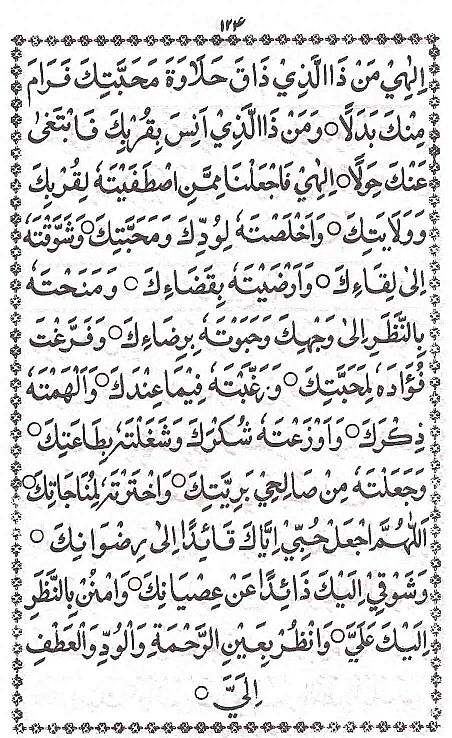 ۱۲۴
اِلٰهِيْ مَنْ ذَا الَّذِيْ ذَاقَ حَلَاوَةَ مَحَبَّتِكَ فَرَامَ
مِنْكَ بَدَلًا○ وَمَنْ ذَا الَّذِيْ اَنِسَ بِقُرْبِكَ فَابْتَغٰى
عَنْكَ حِوَلًا○ اِلٰهِيْ فَاجْعَلْنَا مِمَّنِ اصْطَفَيْتَهٗ لِقُرْبِكَ
وَوَلَايَتِكَ○ وَاَخْلَصْتَهٗ لِوُدِّكَ وَمَحَبَّتِكَ○ وَشَوَّقْتَهٗ
اِلٰى لِقَاءِكَ○ وَاَرْضَيْتَهٗ بِقَضَاءِكَ○ وَمَنَحْتَهٗ
بِالنَّظَرِ اِلٰى وَجْهِكَ وَحَبَوْتَهٗ بِرِضَاءِكَ○ وَفَرَّغْتَ
فُؤَادَهٗ لِحَبَّتِكَ○ وَرَغَّبْتَهٗ فِيْمَا عِنْدَكَ○ وَاَلْهَمْتَهٗ
ذِكْرَكَ○ وَاَوْزَعْتَهٗ شُكْرَكَ وَشَغَلْتَهٗ بِطَاعَتِكَ○
وَجَعَلْتَهٗ مِنْ صَالِحِيْ بَرِيَّتِكَ○ وَاخْتَرْتَهٗ لِمُنَاجَاتِكَ○
اَللّٰهُمَّ اجْعَلْ حُبِّيْ اِيَّاكَ قَائِدًا اِلٰى رِضْوَانِكَ○
وَشَوْقِيْ اِلَيْكَ ذَائِدًا عَنْ عِصْيَانِكَ○ وَامْنُنْ بِالنَّظَرِ
اِلَيْكَ عَلَيَّ○ وَانْظُرْ بِعَيْنِ الرَّحْمَةِ وَالْوُدِّ وَالْعَطْفِ
اِلَيَّ○